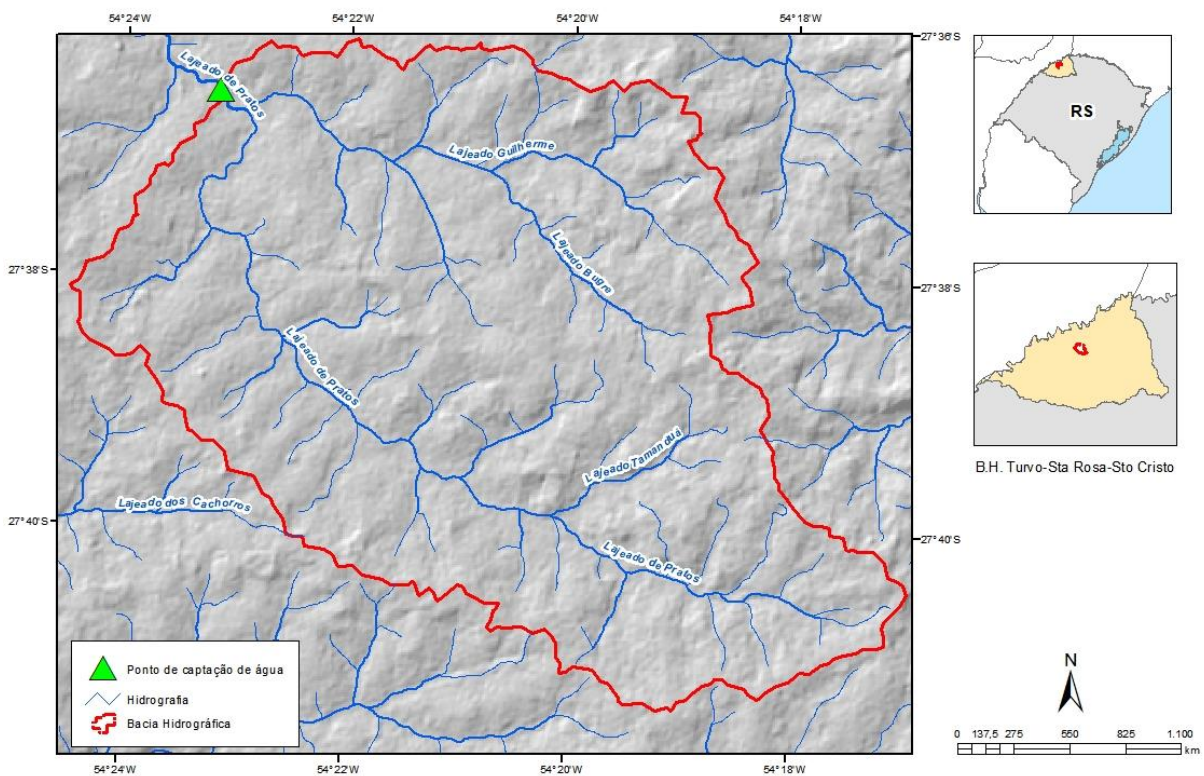 54°24'W
54°22'W
54°20'W
54°18'W
27°36'S
Lajeado de Pratos
Lajeado Guilherme
RS
27°38'S
Lajeado Bugre
27°38'S
Lajeado de Pratos
Lajeado Tamanduá
B.H. Turvo-Sta Rosa-Sto Cristo
Lajeado dos Cachorros
27°40'S
27°40'S
Lajeado de Pratos
Ponto de captação de água
Hidrografia
Bacia Hidrográfica
N
0 137,5 275 550 825 1.100
km
54°24'W
54°22'W
54°20'W
54°18'W